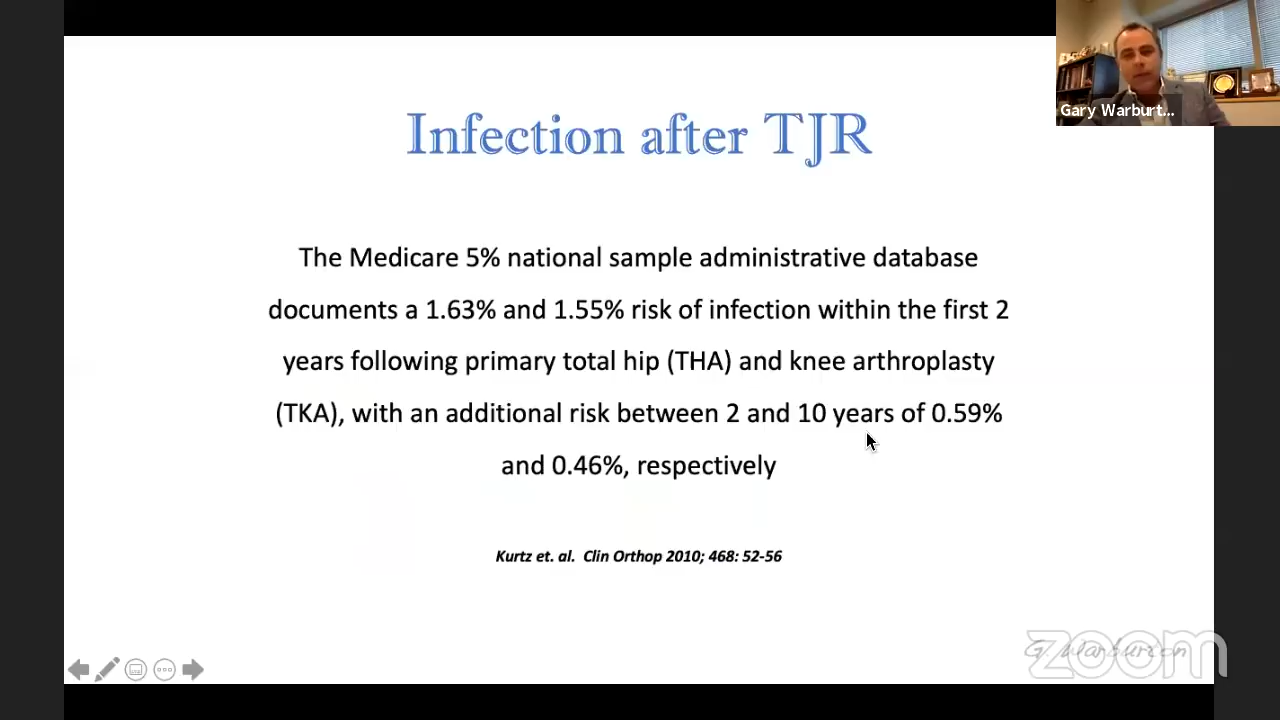 Gary Warburt...
Infection after TJR
The Medicare 5% national sample administrative database
documents a 1.63% and 1.55% risk of infection within the first 2
years following primary total hip (THA) and knee arthroplasty
(TKA), with an additional risk between 2 and 10 years of 0.59%
and 0.46%, respectively
Kurtz et. al. Clin Orthop 2010; 468: 52-56
G. Warburton
zoom